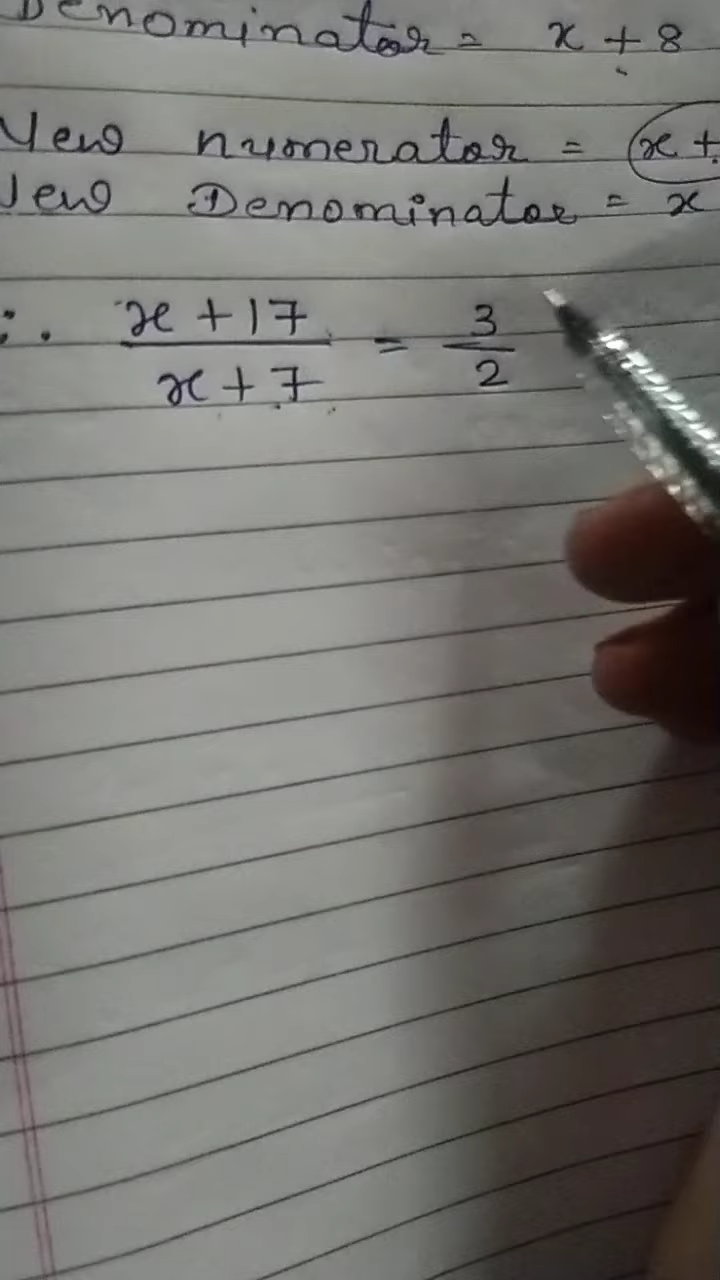 Denominator = x + 8
New numerator = x +
New Denominator = x
∴ x + 17 / x + 7 = 3 / 2